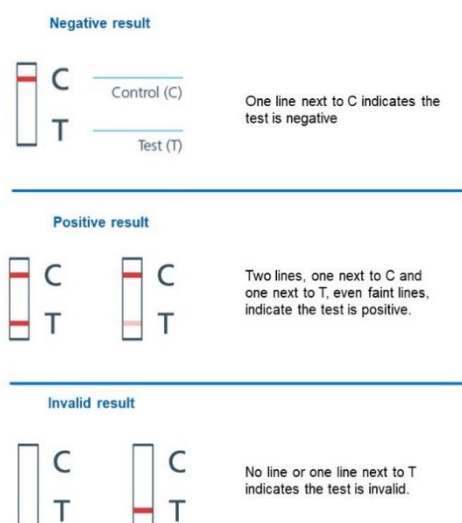 Negative result
C
Control (C)
T
Test (T)
One line next to C indicates the
test is negative
Positive result
C
T
C
T
Two lines, one next to C and
one next to T, even faint lines,
indicate the test is positive.
Invalid result
C
T
C
T
No line or one line next to T
indicates the test is invalid.